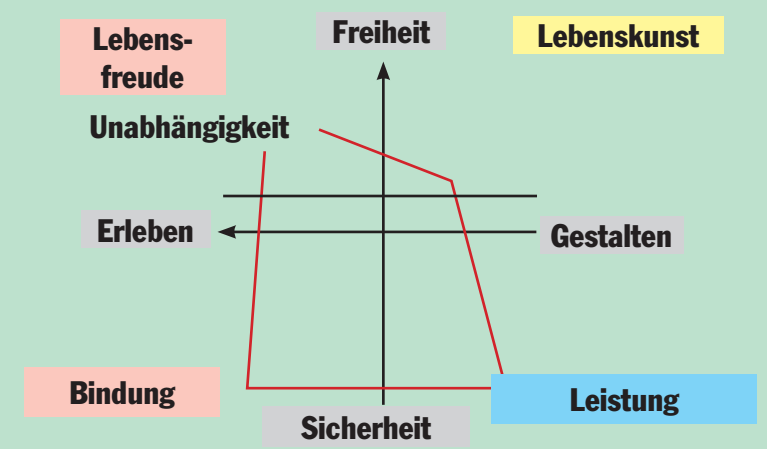 Lebens-
freude
Freiheit
Lebenskunst
Unabhängigkeit
Erleben
Gestalten
Bindung
Leistung
Sicherheit